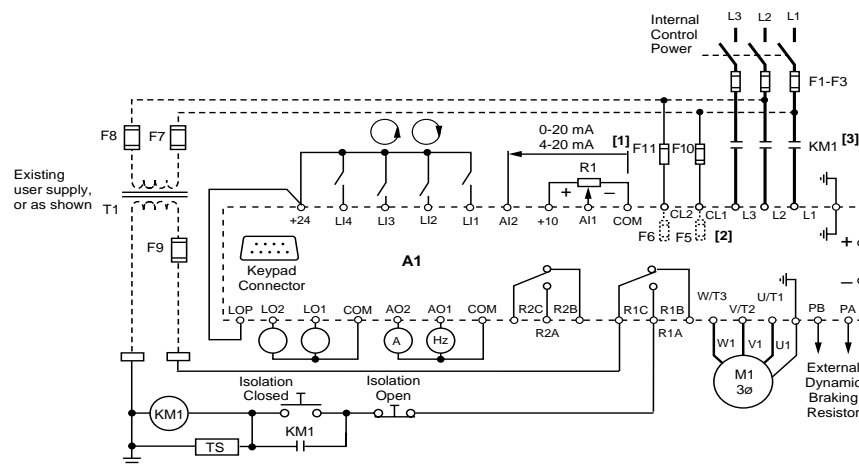 Internal
Control
Power
L3 L2 L1
F1-F3
F8 F7
0-20 mA
4-20 mA
[1]
F11 F10
KM1 [3]
R1
+ –
Existing
user supply,
or as shown
T1
+24 LI4 LI3 LI2 LI1 AI2 +10 AI1 COM CL2 CL1 L3 L2 L1
F6 F5 [2]
F9
Keypad
Connector
A1
+
–
LOP LO2 LO1 COM AO2 AO1 COM R2C R2A R2B R1C R1A R1B W/T3 V/T2 U/T1 PB PA
A Hz
W1 V1 U1
M1
3ø
External
Dynamic
Braking
Resistor
Isolation
Closed
Isolation
Open
KM1
KM1
TS